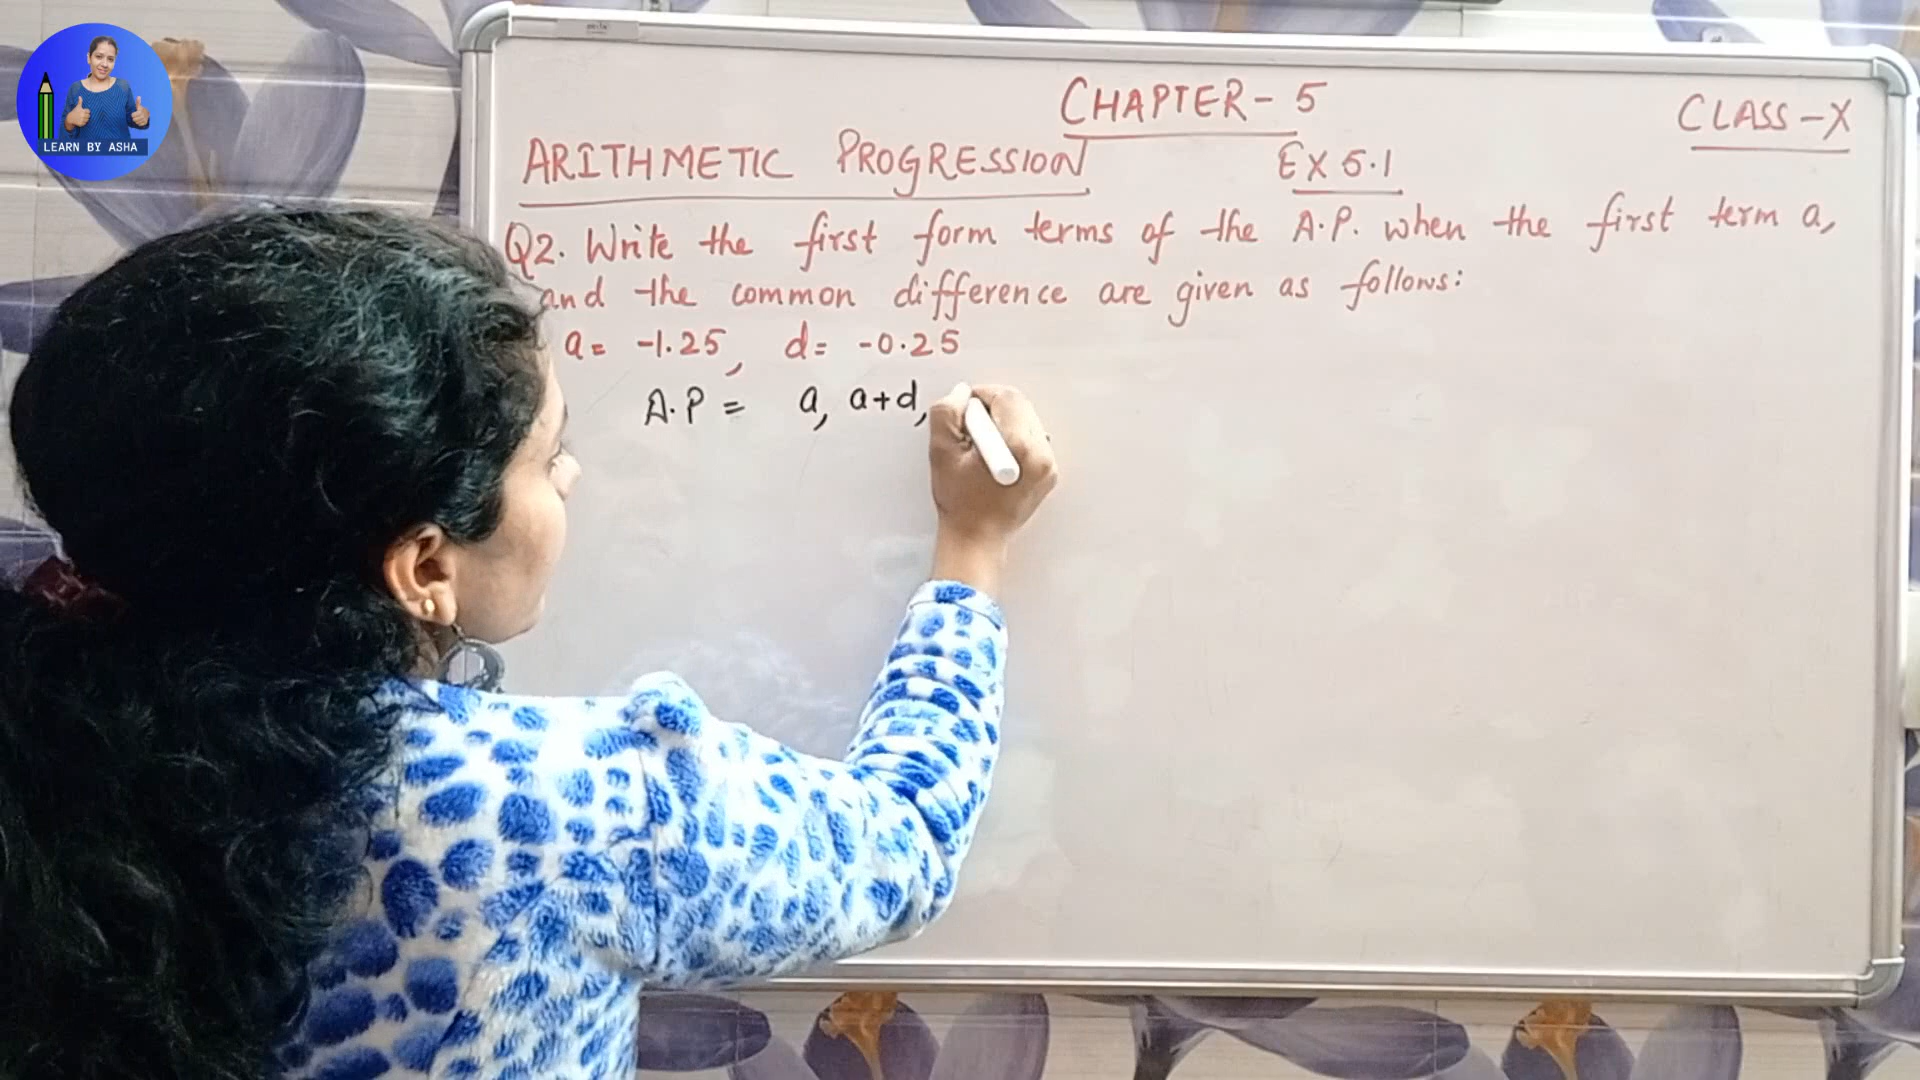 LEARN BY ASHA
CHAPTER - 5
CLASS - X
ARITHMETIC PROGRESSION EX 5.1
Q2. Write the first form terms of the A.P. when the first term a,
and the common difference are given as follows:
a = -1.25, d = -0.25
A.P = a, a+d,